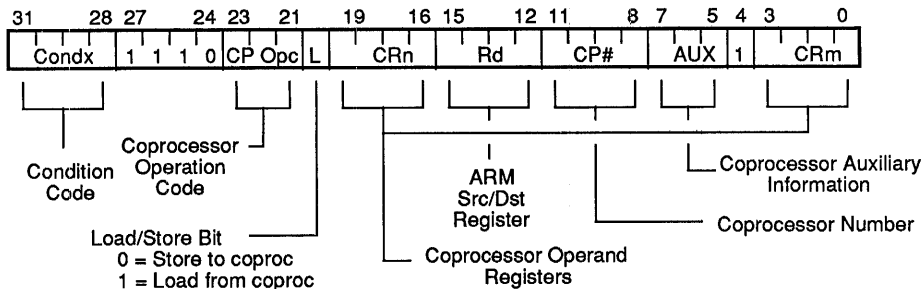 31 28 27 24 23 21 19 16 15 12 11 8 7 5 4 3 0
Condx 1 1 1 0 CP Opc L CRn Rd CP# AUX 1 CRm
Condition
Code
Coprocessor
Operation
Code
ARM
Src/Dst
Register
Coprocessor Auxiliary
Information
Coprocessor Number
Load/Store Bit
0 = Store to coproc
1 = Load from coproc
Coprocessor Operand
Registers